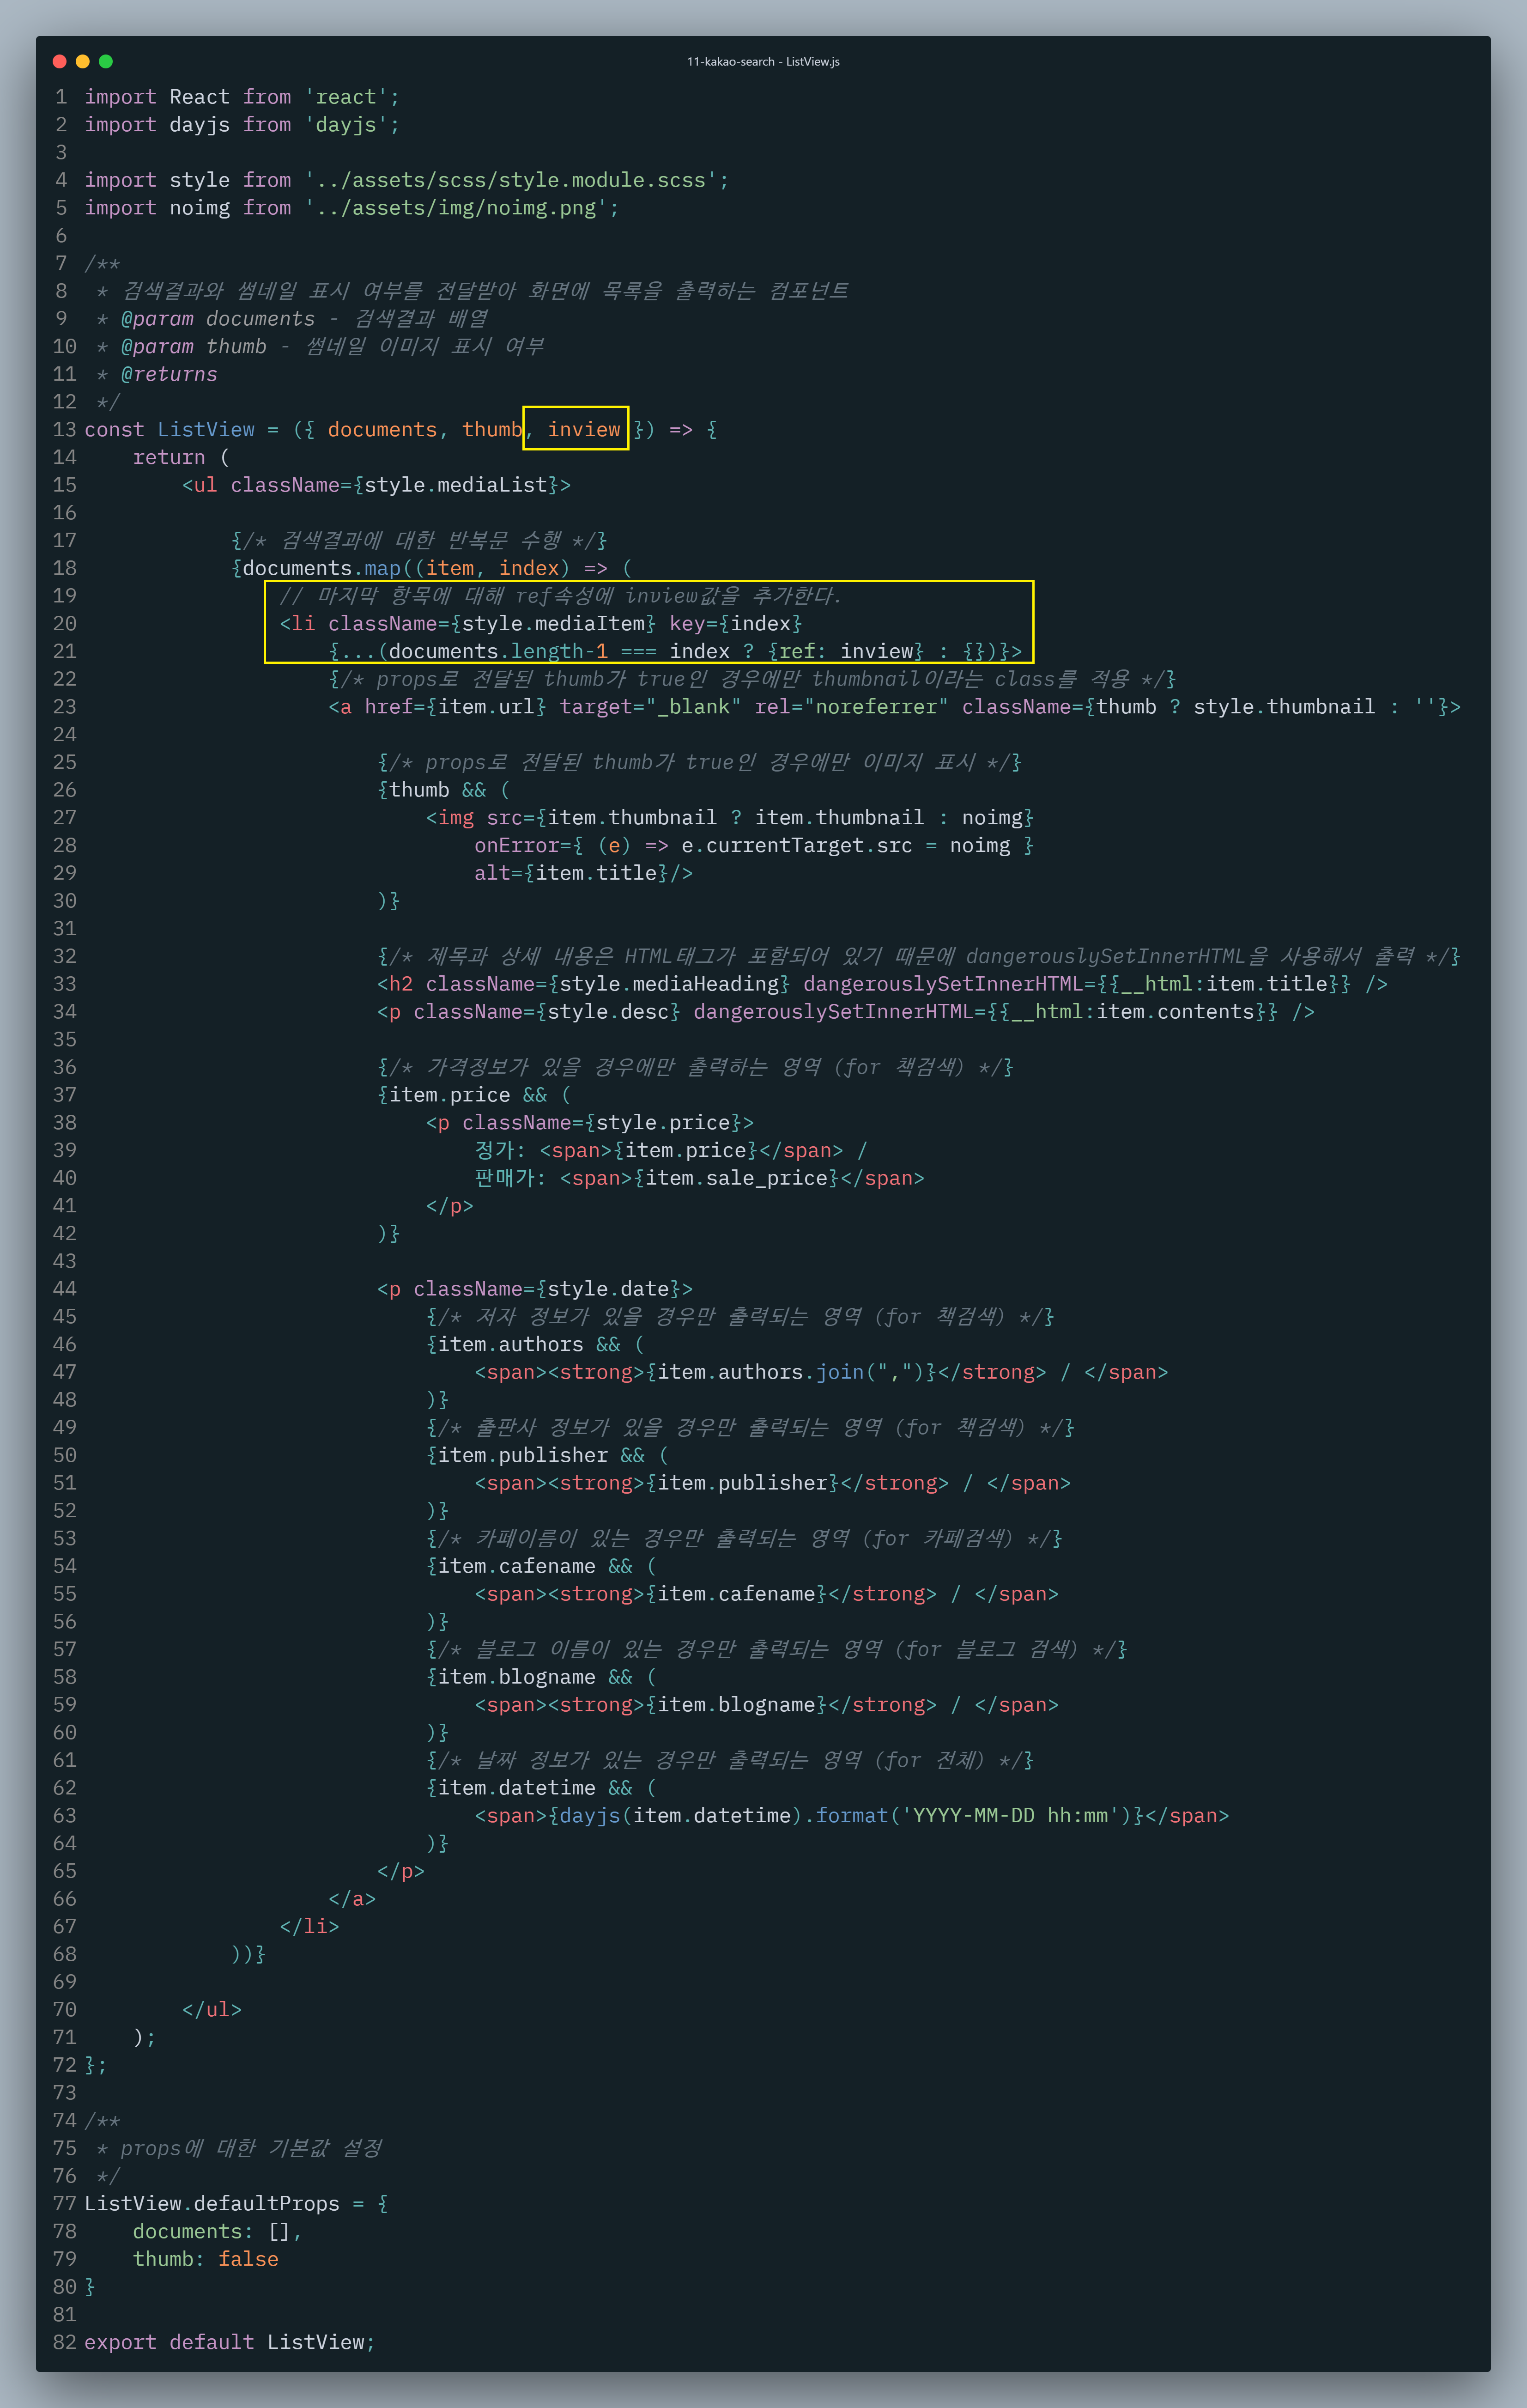 11-kakao-search - ListView.js
1 import React from 'react';
2 import dayjs from 'dayjs';
3
4 import style from '../assets/scss/style.module.scss';
5 import noimg from '../assets/img/noimg.png';
6
7 /**
8  * 검색결과와 썸네일 표시 여부를 전달받아 화면에 목록을 출력하는 컴포넌트
9  * @param documents - 검색결과 배열
10  * @param thumb - 썸네일 이미지 표시 여부
11  * @returns
12  */
13 const ListView = ({ documents, thumb, inview }) => {
14     return (
15         <ul className={style.mediaList}>
16
17             {/* 검색결과에 대한 반복문 수행 */}
18             {documents.map((item, index) => (
19                 // 마지막 항목에 대해 ref속성에 inview값을 추가한다.
20                 <li className={style.mediaItem} key={index}
21                     {...(documents.length-1 === index ? {ref: inview} : {})}>
22                     {/* props로 전달된 thumb가 true인 경우에만 thumbnail이라는 class를 적용 */}
23                     <a href={item.url} target="_blank" rel="noreferrer" className={thumb ? style.thumbnail : ''}>
24
25                         {/* props로 전달된 thumb가 true인 경우에만 이미지 표시 */}
26                         {thumb && (
27                             <img src={item.thumbnail ? item.thumbnail : noimg}
28                                 onError={ (e) => e.currentTarget.src = noimg }
29                                 alt={item.title}/>
30                         )}
31
32                         {/* 제목과 상세 내용은 HTML태그가 포함되어 있기 때문에 dangerouslySetInnerHTML을 사용해서 출력 */}
33                         <h2 className={style.mediaHeading} dangerouslySetInnerHTML={{__html:item.title}} />
34                         <p className={style.desc} dangerouslySetInnerHTML={{__html:item.contents}} />
35
36                         {/* 가격정보가 있을 경우에만 출력하는 영역 (for 책검색) */}
37                         {item.price && (
38                             <p className={style.price}>
39                                 정가: <span>{item.price}</span> /
40                                 판매가: <span>{item.sale_price}</span>
41                             </p>
42                         )}
43
44                         <p className={style.date}>
45                             {/* 저자 정보가 있을 경우만 출력되는 영역 (for 책검색) */}
46                             {item.authors && (
47                                 <span><strong>{item.authors.join(",")}</strong> / </span>
48                             )}
49                             {/* 출판사 정보가 있을 경우만 출력되는 영역 (for 책검색) */}
50                             {item.publisher && (
51                                 <span><strong>{item.publisher}</strong> / </span>
52                             )}
53                             {/* 카페이름이 있는 경우만 출력되는 영역 (for 카페검색) */}
54                             {item.cafename && (
55                                 <span><strong>{item.cafename}</strong> / </span>
56                             )}
57                             {/* 블로그 이름이 있는 경우만 출력되는 영역 (for 블로그 검색) */}
58                             {item.blogname && (
59                                 <span><strong>{item.blogname}</strong> / </span>
60                             )}
61                             {/* 날짜 정보가 있는 경우만 출력되는 영역 (for 전체) */}
62                             {item.datetime && (
63                                 <span>{dayjs(item.datetime).format('YYYY-MM-DD hh:mm')}</span>
64                             )}
65                         </p>
66                     </a>
67                 </li>
68             ))}
69
70         </ul>
71     );
72 };
73
74 /**
75  * props에 대한 기본값 설정
76  */
77 ListView.defaultProps = {
78     documents: [],
79     thumb: false
80 }
81
82 export default ListView;